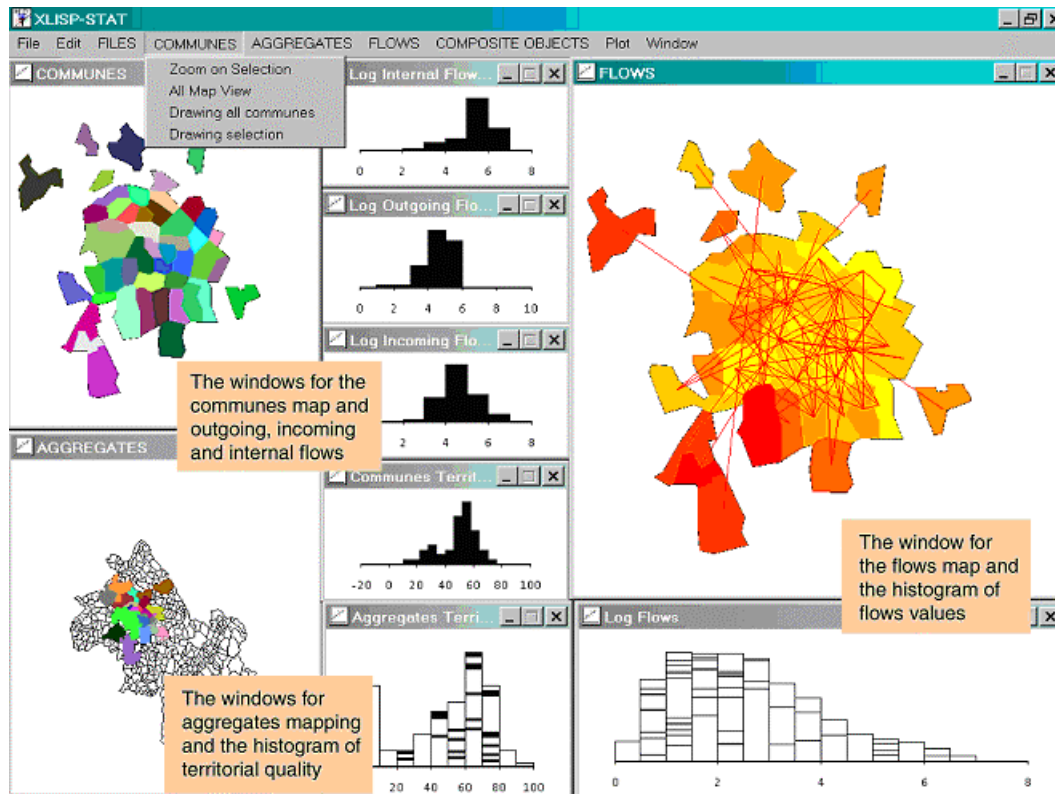 XLISP-STAT
File Edit FILES COMMUNES AGGREGATES FLOWS COMPOSITE OBJECTS Plot Window
COMMUNES
Zoom on Selection
All Map View
Drawing all communes
Drawing selection
Log Internal Flow...
0 2 4 6 8
Log Outgoing Flo...
0 2 4 6 8 10
Log Incoming Flo...
2 4 6 8
Communes Territ...
-20 0 20 40 60 80 100
Aggregates Terri...
20 40 60 80 100
FLOWS
The windows for the
communes map and
outgoing, incoming
and internal flows
AGGREGATES
The windows for
aggregates mapping
and the histogram of
territorial quality
The window for
the flows map and
the histogram of
flows values
Log Flows
0 2 4 6 8